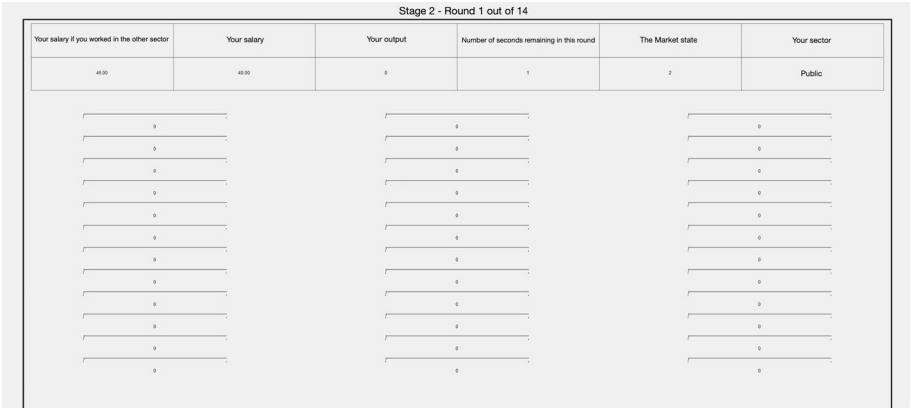 Stage 2 - Round 1 out of 14
Your salary if you worked in the other sector Your salary Your output Number of seconds remaining in this round The Market state Your sector
45.00 49.00 0 1 2 Public
0 0 0
0 0 0
0 0 0
0 0 0
0 0 0
0 0 0
0 0 0
0 0 0
0 0 0
0 0 0
0 0 0
0 0 0